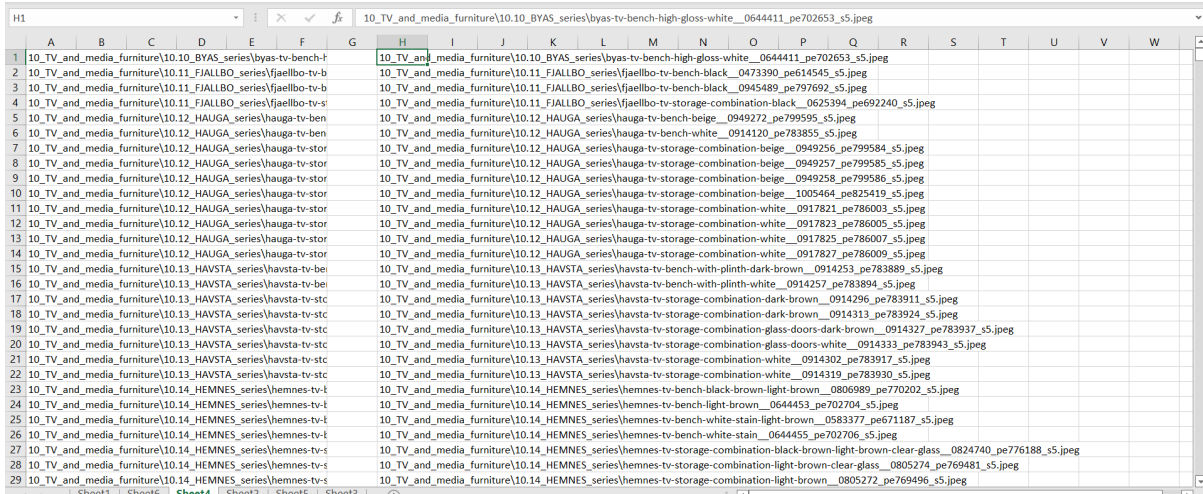 H1 fx 10_TV_and_media_furniture\10.10_BYAS_series\byas-tv-bench-high-gloss-white__0644411_pe702653_s5.jpeg
A B C D E F G H I J K L M N O P Q R S T U V W
1 10_TV_and_media_furniture\10.10_BYAS_series\byas-tv-bench-h 10_TV_and_media_furniture\10.10_BYAS_series\byas-tv-bench-high-gloss-white__0644411_pe702653_s5.jpeg
2 10_TV_and_media_furniture\10.11_FJALLBO_series\fjaellbo-tv-b 10_TV_and_media_furniture\10.11_FJALLBO_series\fjaellbo-tv-bench-black__0473390_pe614545_s5.jpeg
3 10_TV_and_media_furniture\10.11_FJALLBO_series\fjaellbo-tv-b 10_TV_and_media_furniture\10.11_FJALLBO_series\fjaellbo-tv-bench-black__0945489_pe797692_s5.jpeg
4 10_TV_and_media_furniture\10.11_FJALLBO_series\fjaellbo-tv-st 10_TV_and_media_furniture\10.11_FJALLBO_series\fjaellbo-tv-storage-combination-black__0625394_pe692240_s5.jpeg
5 10_TV_and_media_furniture\10.12_HAUGA_series\hauga-tv-ben 10_TV_and_media_furniture\10.12_HAUGA_series\hauga-tv-bench-beige__0949272_pe799595_s5.jpeg
6 10_TV_and_media_furniture\10.12_HAUGA_series\hauga-tv-ben 10_TV_and_media_furniture\10.12_HAUGA_series\hauga-tv-bench-white__0914120_pe783855_s5.jpeg
7 10_TV_and_media_furniture\10.12_HAUGA_series\hauga-tv-stor 10_TV_and_media_furniture\10.12_HAUGA_series\hauga-tv-storage-combination-beige__0949256_pe799584_s5.jpeg
8 10_TV_and_media_furniture\10.12_HAUGA_series\hauga-tv-stor 10_TV_and_media_furniture\10.12_HAUGA_series\hauga-tv-storage-combination-beige__0949257_pe799585_s5.jpeg
9 10_TV_and_media_furniture\10.12_HAUGA_series\hauga-tv-stor 10_TV_and_media_furniture\10.12_HAUGA_series\hauga-tv-storage-combination-beige__0949258_pe799586_s5.jpeg
10 10_TV_and_media_furniture\10.12_HAUGA_series\hauga-tv-stor 10_TV_and_media_furniture\10.12_HAUGA_series\hauga-tv-storage-combination-beige__1005464_pe825419_s5.jpeg
11 10_TV_and_media_furniture\10.12_HAUGA_series\hauga-tv-stor 10_TV_and_media_furniture\10.12_HAUGA_series\hauga-tv-storage-combination-white__0917821_pe786003_s5.jpeg
12 10_TV_and_media_furniture\10.12_HAUGA_series\hauga-tv-stor 10_TV_and_media_furniture\10.12_HAUGA_series\hauga-tv-storage-combination-white__0917823_pe786005_s5.jpeg
13 10_TV_and_media_furniture\10.12_HAUGA_series\hauga-tv-stor 10_TV_and_media_furniture\10.12_HAUGA_series\hauga-tv-storage-combination-white__0917825_pe786007_s5.jpeg
14 10_TV_and_media_furniture\10.12_HAUGA_series\hauga-tv-stor 10_TV_and_media_furniture\10.12_HAUGA_series\hauga-tv-storage-combination-white__0917827_pe786009_s5.jpeg
15 10_TV_and_media_furniture\10.13_HAVSTA_series\havsta-tv-be 10_TV_and_media_furniture\10.13_HAVSTA_series\havsta-tv-bench-with-plinth-dark-brown__0914253_pe783889_s5.jpeg
16 10_TV_and_media_furniture\10.13_HAVSTA_series\havsta-tv-be 10_TV_and_media_furniture\10.13_HAVSTA_series\havsta-tv-bench-with-plinth-white__0914257_pe783894_s5.jpeg
17 10_TV_and_media_furniture\10.13_HAVSTA_series\havsta-tv-stc 10_TV_and_media_furniture\10.13_HAVSTA_series\havsta-tv-storage-combination-dark-brown__0914296_pe783911_s5.jpeg
18 10_TV_and_media_furniture\10.13_HAVSTA_series\havsta-tv-stc 10_TV_and_media_furniture\10.13_HAVSTA_series\havsta-tv-storage-combination-dark-brown__0914313_pe783924_s5.jpeg
19 10_TV_and_media_furniture\10.13_HAVSTA_series\havsta-tv-stc 10_TV_and_media_furniture\10.13_HAVSTA_series\havsta-tv-storage-combination-glass-doors-dark-brown__0914327_pe783937_s5.jpeg
20 10_TV_and_media_furniture\10.13_HAVSTA_series\havsta-tv-stc 10_TV_and_media_furniture\10.13_HAVSTA_series\havsta-tv-storage-combination-glass-doors-white__0914333_pe783943_s5.jpeg
21 10_TV_and_media_furniture\10.13_HAVSTA_series\havsta-tv-stc 10_TV_and_media_furniture\10.13_HAVSTA_series\havsta-tv-storage-combination-white__0914302_pe783917_s5.jpeg
22 10_TV_and_media_furniture\10.13_HAVSTA_series\havsta-tv-stc 10_TV_and_media_furniture\10.13_HAVSTA_series\havsta-tv-storage-combination-white__0914319_pe783930_s5.jpeg
23 10_TV_and_media_furniture\10.14_HEMNES_series\hemnes-tv-b 10_TV_and_media_furniture\10.14_HEMNES_series\hemnes-tv-bench-black-brown-light-brown__0806989_pe770202_s5.jpeg
24 10_TV_and_media_furniture\10.14_HEMNES_series\hemnes-tv-b 10_TV_and_media_furniture\10.14_HEMNES_series\hemnes-tv-bench-light-brown__0644453_pe702704_s5.jpeg
25 10_TV_and_media_furniture\10.14_HEMNES_series\hemnes-tv-b 10_TV_and_media_furniture\10.14_HEMNES_series\hemnes-tv-bench-white-stain-light-brown__0583377_pe671187_s5.jpeg
26 10_TV_and_media_furniture\10.14_HEMNES_series\hemnes-tv-b 10_TV_and_media_furniture\10.14_HEMNES_series\hemnes-tv-bench-white-stain__0644455_pe702706_s5.jpeg
27 10_TV_and_media_furniture\10.14_HEMNES_series\hemnes-tv-s 10_TV_and_media_furniture\10.14_HEMNES_series\hemnes-tv-storage-combination-black-brown-light-brown-clear-glass__0824740_pe776188_s5.jpeg
28 10_TV_and_media_furniture\10.14_HEMNES_series\hemnes-tv-s 10_TV_and_media_furniture\10.14_HEMNES_series\hemnes-tv-storage-combination-light-brown-clear-glass__0805274_pe769481_s5.jpeg
29 10_TV_and_media_furniture\10.14_HEMNES_series\hemnes-tv-s 10_TV_and_media_furniture\10.14_HEMNES_series\hemnes-tv-storage-combination-light-brown__0805272_pe769496_s5.jpeg
Sheet1 Sheet6 Sheet4 Sheet2 Sheet5 Sheet3